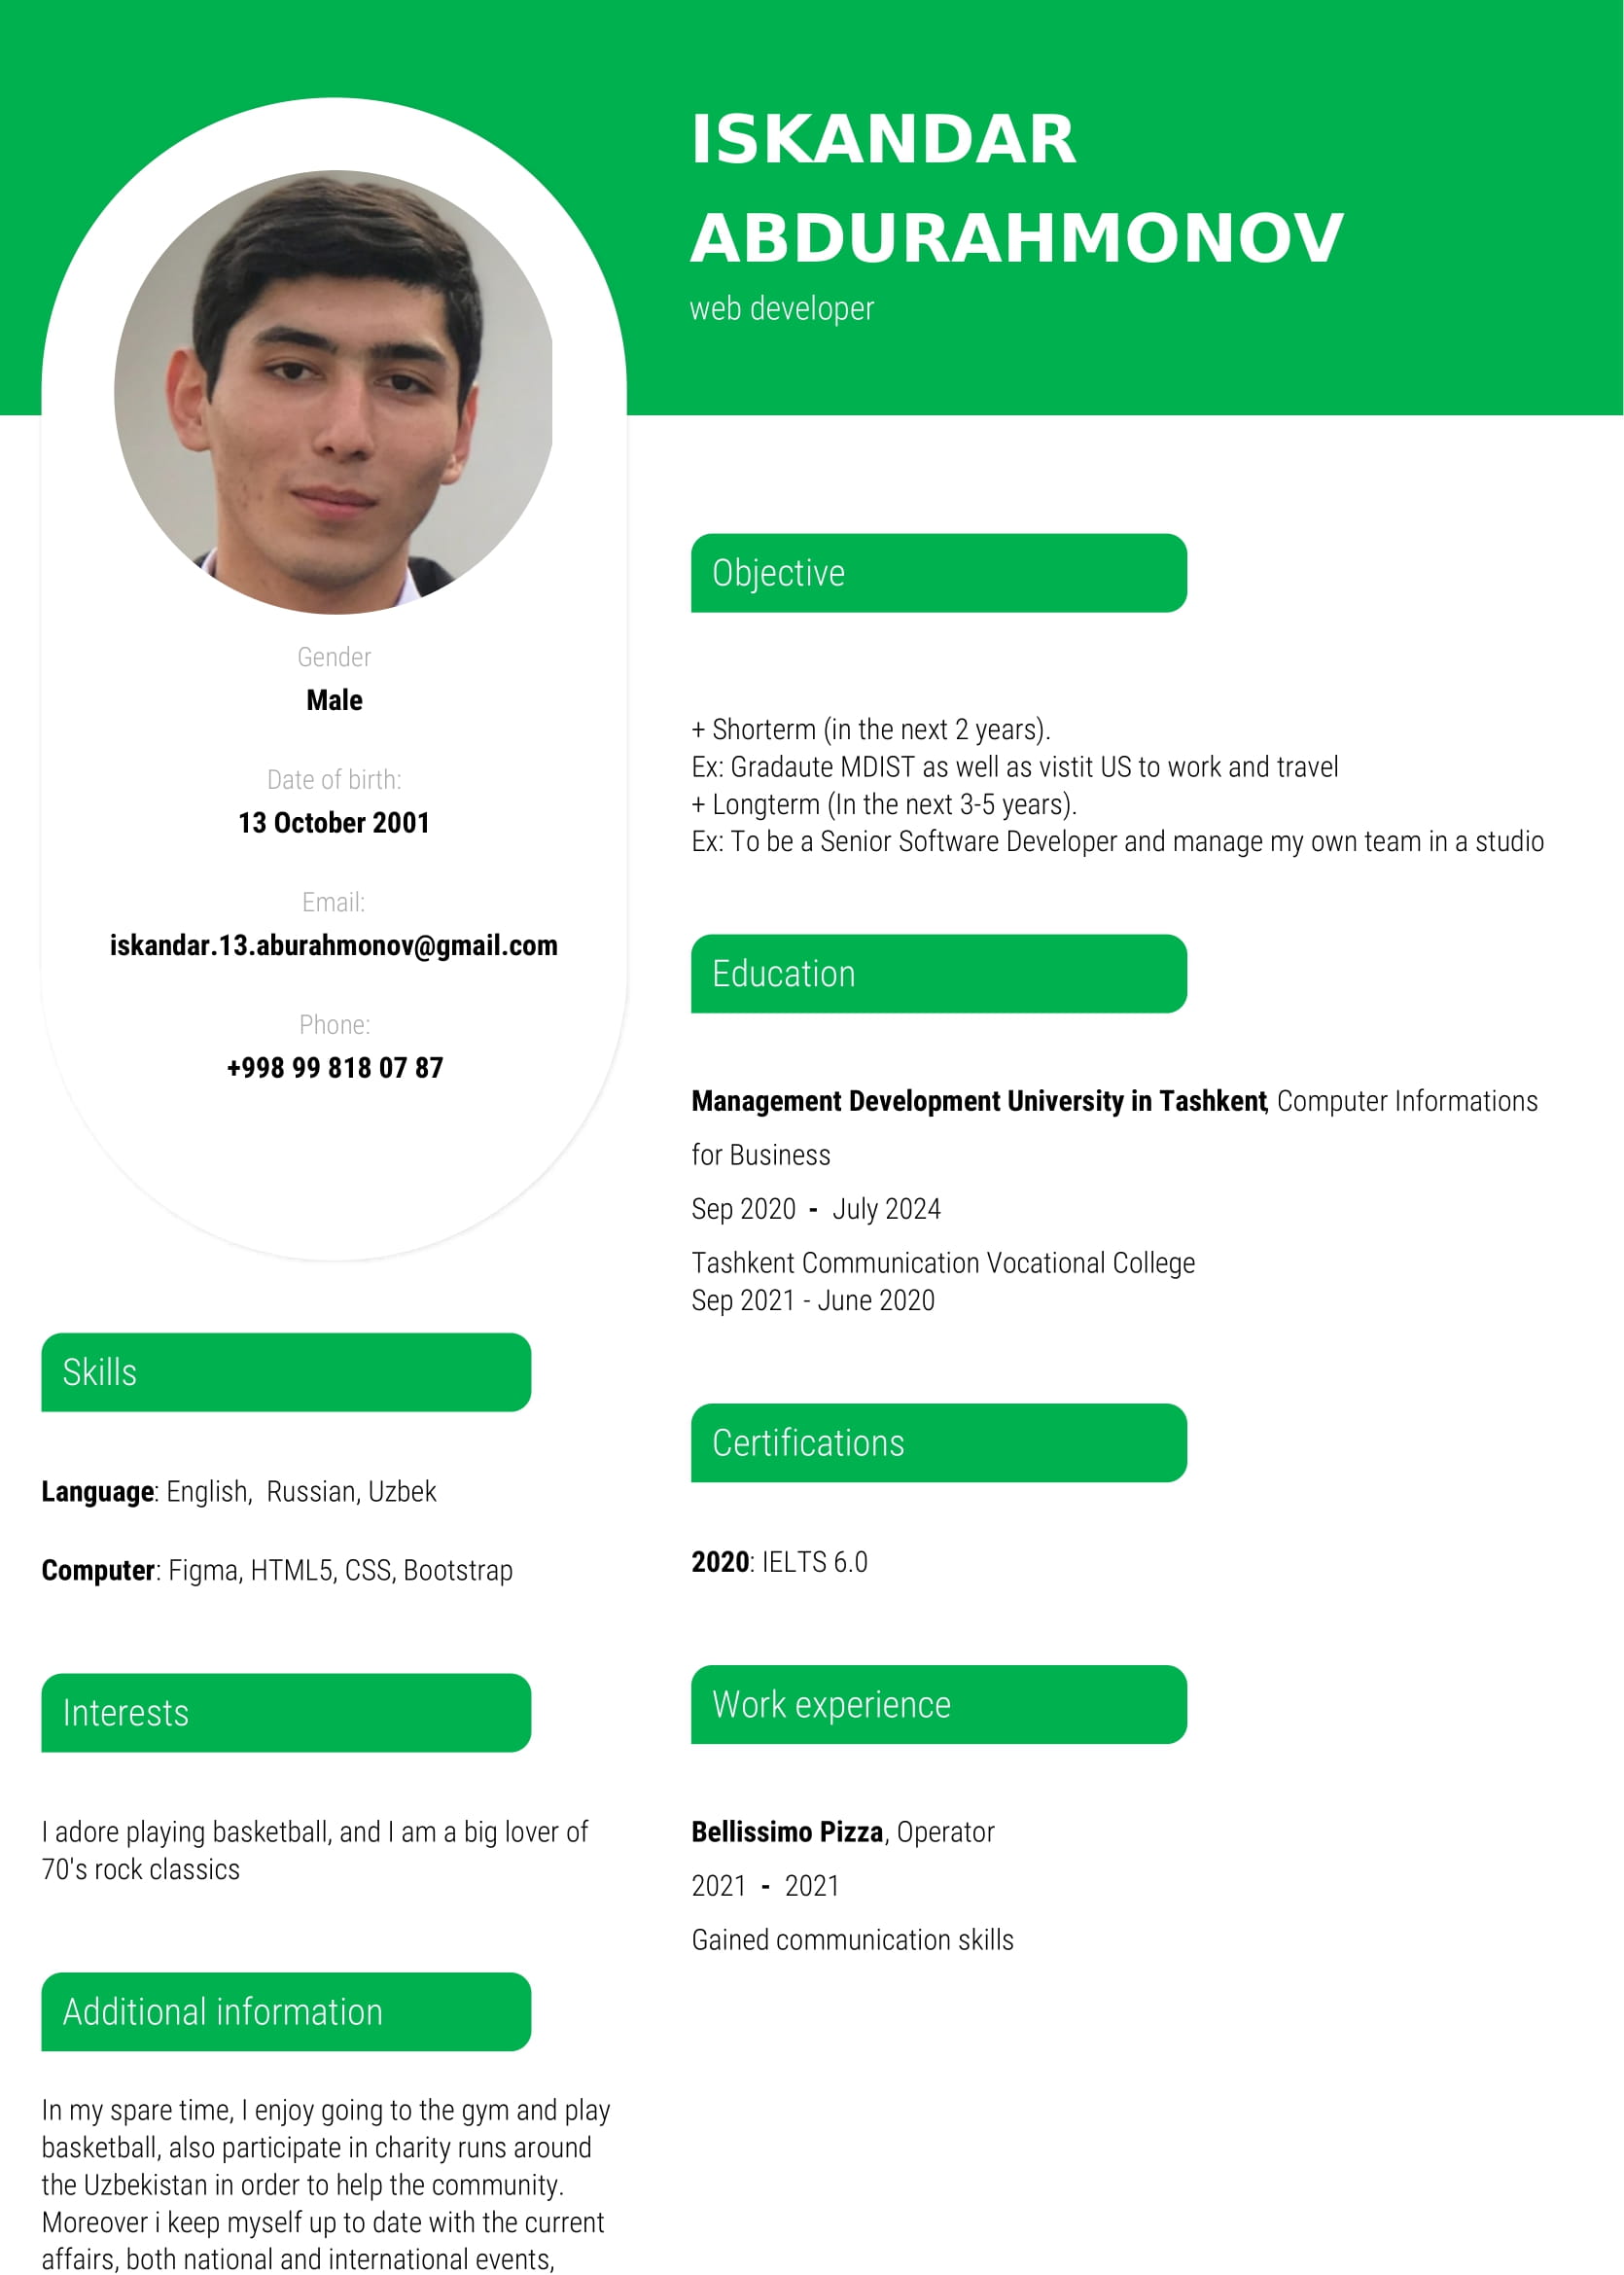 ISKANDAR
ABDURAHMONOV
web developer
Gender
Male
Date of birth:
13 October 2001
Email:
iskandar.13.aburahmonov@gmail.com
Phone:
+998 99 818 07 87
Skills
Language: English,  Russian, Uzbek
Computer: Figma, HTML5, CSS, Bootstrap
Interests
I adore playing basketball, and I am a big lover of
70's rock classics
Additional information
In my spare time, I enjoy going to the gym and play
basketball, also participate in charity runs around
the Uzbekistan in order to help the community.
Moreover i keep myself up to date with the current
affairs, both national and international events,
Objective
+ Shorterm (in the next 2 years).
Ex: Gradaute MDIST as well as vistit US to work and travel
+ Longterm (In the next 3-5 years).
Ex: To be a Senior Software Developer and manage my own team in a studio
Education
Management Development University in Tashkent, Computer Informations
for Business
Sep 2020 - July 2024
Tashkent Communication Vocational College
Sep 2021 - June 2020
Certifications
2020: IELTS 6.0
Work experience
Bellissimo Pizza, Operator
2021 - 2021
Gained communication skills